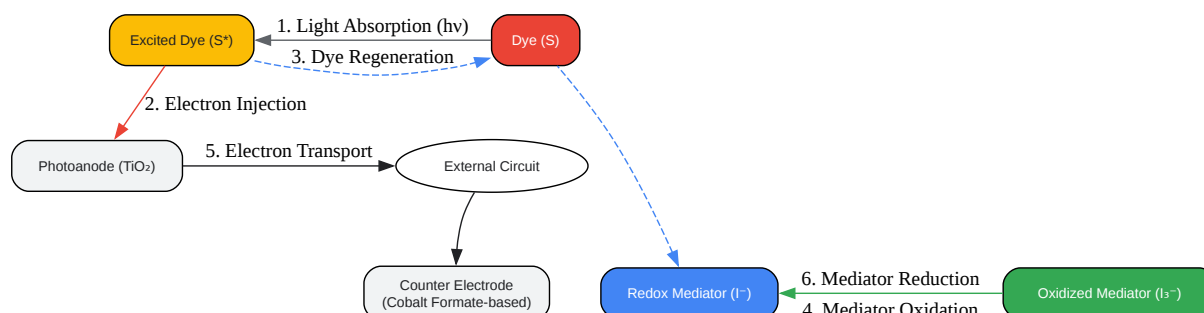 1. Light Absorption (hν)
Excited Dye (S*)
Dye (S)
3. Dye Regeneration
2. Electron Injection
5. Electron Transport
Photoanode (TiO₂)
External Circuit
Counter Electrode
(Cobalt Formate-based)
6. Mediator Reduction
Redox Mediator (I⁻)
Oxidized Mediator (I₃⁻)
4. Mediator Oxidation